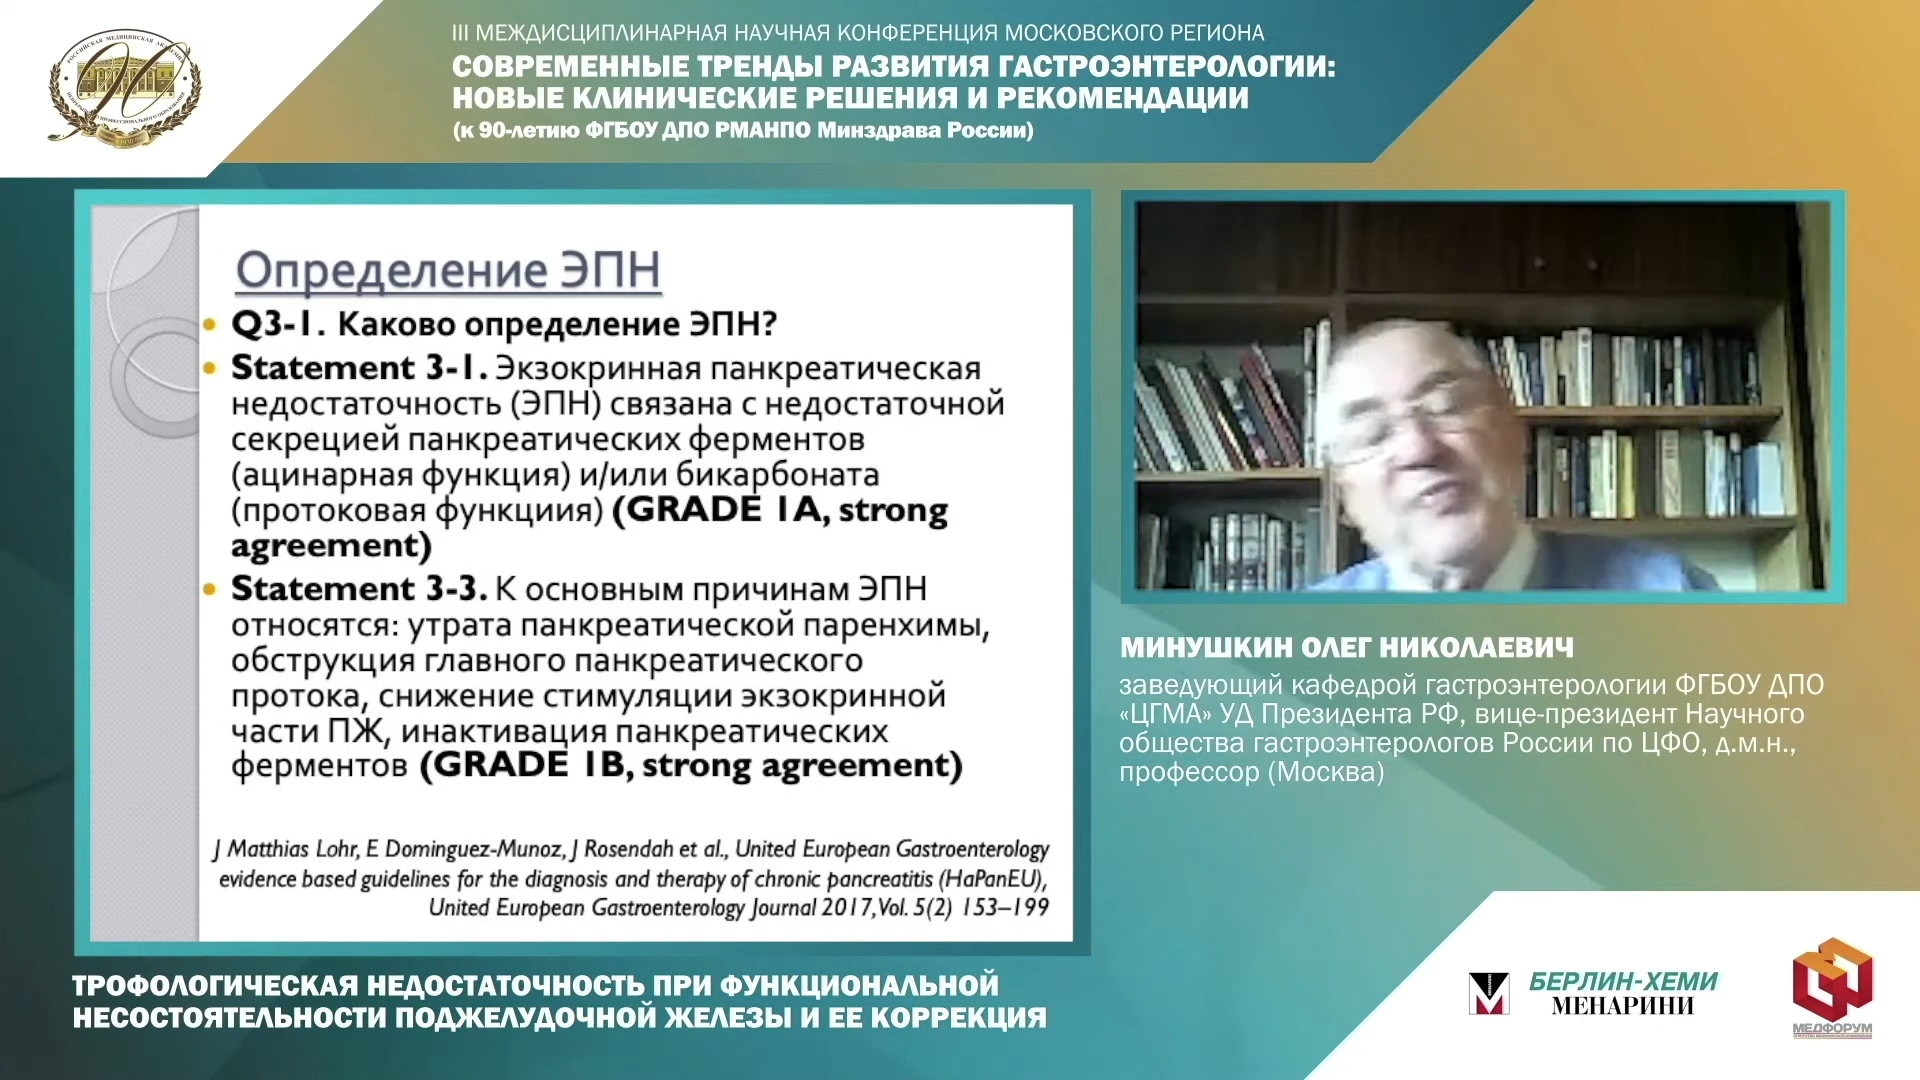 III МЕЖДИСЦИПЛИНАРНАЯ НАУЧНАЯ КОНФЕРЕНЦИЯ МОСКОВСКОГО РЕГИОНА
СОВРЕМЕННЫЕ ТРЕНДЫ РАЗВИТИЯ ГАСТРОЭНТЕРОЛОГИИ:
НОВЫЕ КЛИНИЧЕСКИЕ РЕШЕНИЯ И РЕКОМЕНДАЦИИ
(к 90-летию ФГБОУ ДПО РМАНПО Минздрава России)
Определение ЭПН
Q3-1. Каково определение ЭПН?
Statement 3-1. Экзокринная панкреатическая
недостаточность (ЭПН) связана с недостаточной
секрецией панкреатических ферментов
(ацинарная функция) и/или бикарбоната
(протоковая функциия) (GRADE 1A, strong
agreement)
Statement 3-3. К основным причинам ЭПН
относятся: утрата панкреатической паренхимы,
обструкция главного панкреатического
протока, снижение стимуляции экзокринной
части ПЖ, инактивация панкреатических
ферментов (GRADE 1B, strong agreement)
J Matthias Lohr, E Dominguez-Munoz, J Rosendah et al., United European Gastroenterology
evidence based guidelines for the diagnosis and therapy of chronic pancreatitis (HaPanEU),
United European Gastroenterology Journal 2017, Vol. 5(2) 153–199
МИНУШКИН ОЛЕГ НИКОЛАЕВИЧ
заведующий кафедрой гастроэнтерологии ФГБОУ ДПО
«ЦГМА» УД Президента РФ, вице-президент Научного
общества гастроэнтерологов России по ЦФО, д.м.н.,
профессор (Москва)
ТРОФОЛОГИЧЕСКАЯ НЕДОСТАТОЧНОСТЬ ПРИ ФУНКЦИОНАЛЬНОЙ
НЕСОСТОЯТЕЛЬНОСТИ ПОДЖЕЛУДОЧНОЙ ЖЕЛЕЗЫ И ЕЕ КОРРЕКЦИЯ
БЕРЛИН-ХЕМИ
МЕНАРИНИ
МЕДФОРУМ